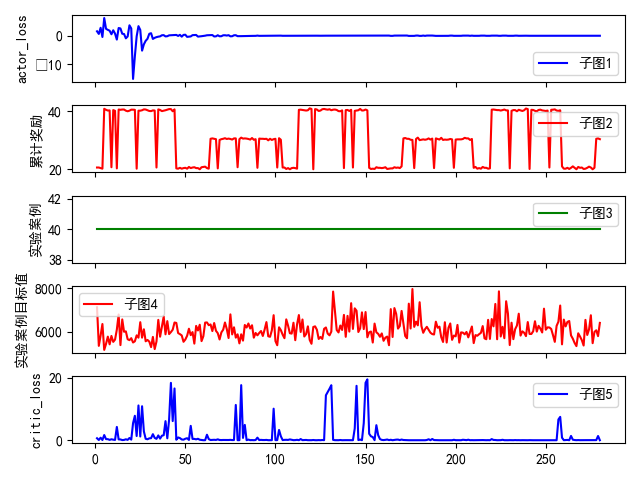 actor_loss
0
□10
子图1
累计奖励
40
20
子图2
实验案例
42
40
38
子图3
实验案例目标值
8000
6000
子图4
critic_loss
20
0
子图5
0 50 100 150 200 250